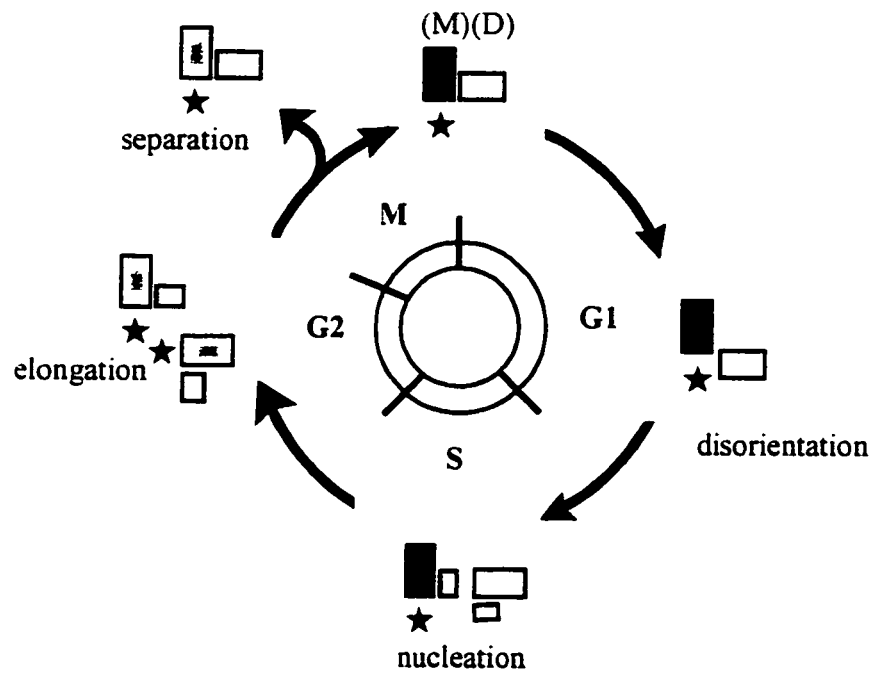 (M)(D)
separation
M
G2
G1
elongation
disorientation
S
nucleation